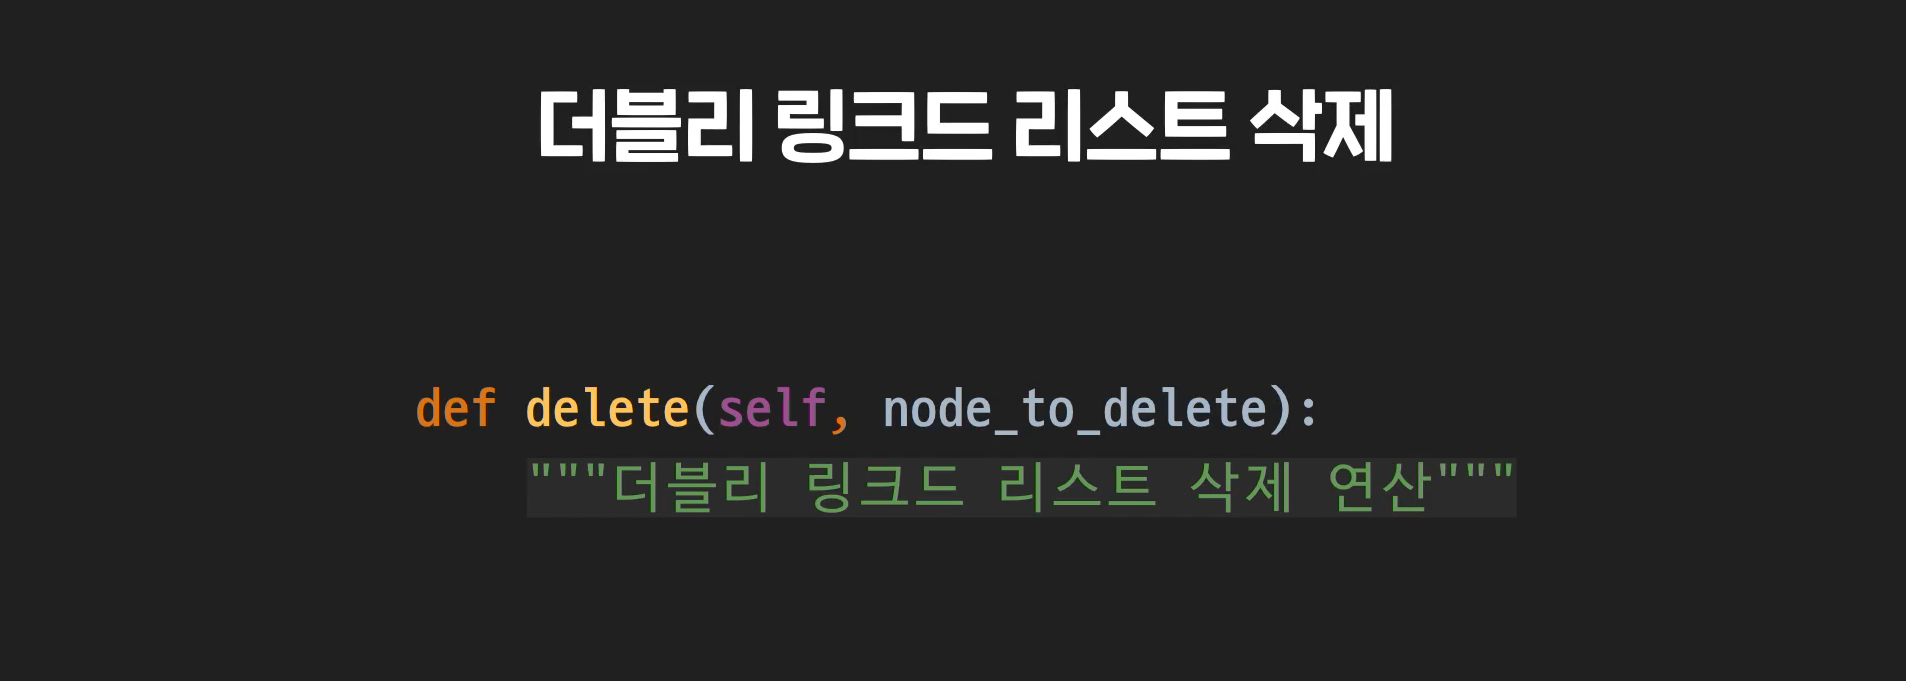 더블리 링크드 리스트 삭제
def delete(self, node_to_delete):
"""더블리 링크드 리스트 삭제 연산"""